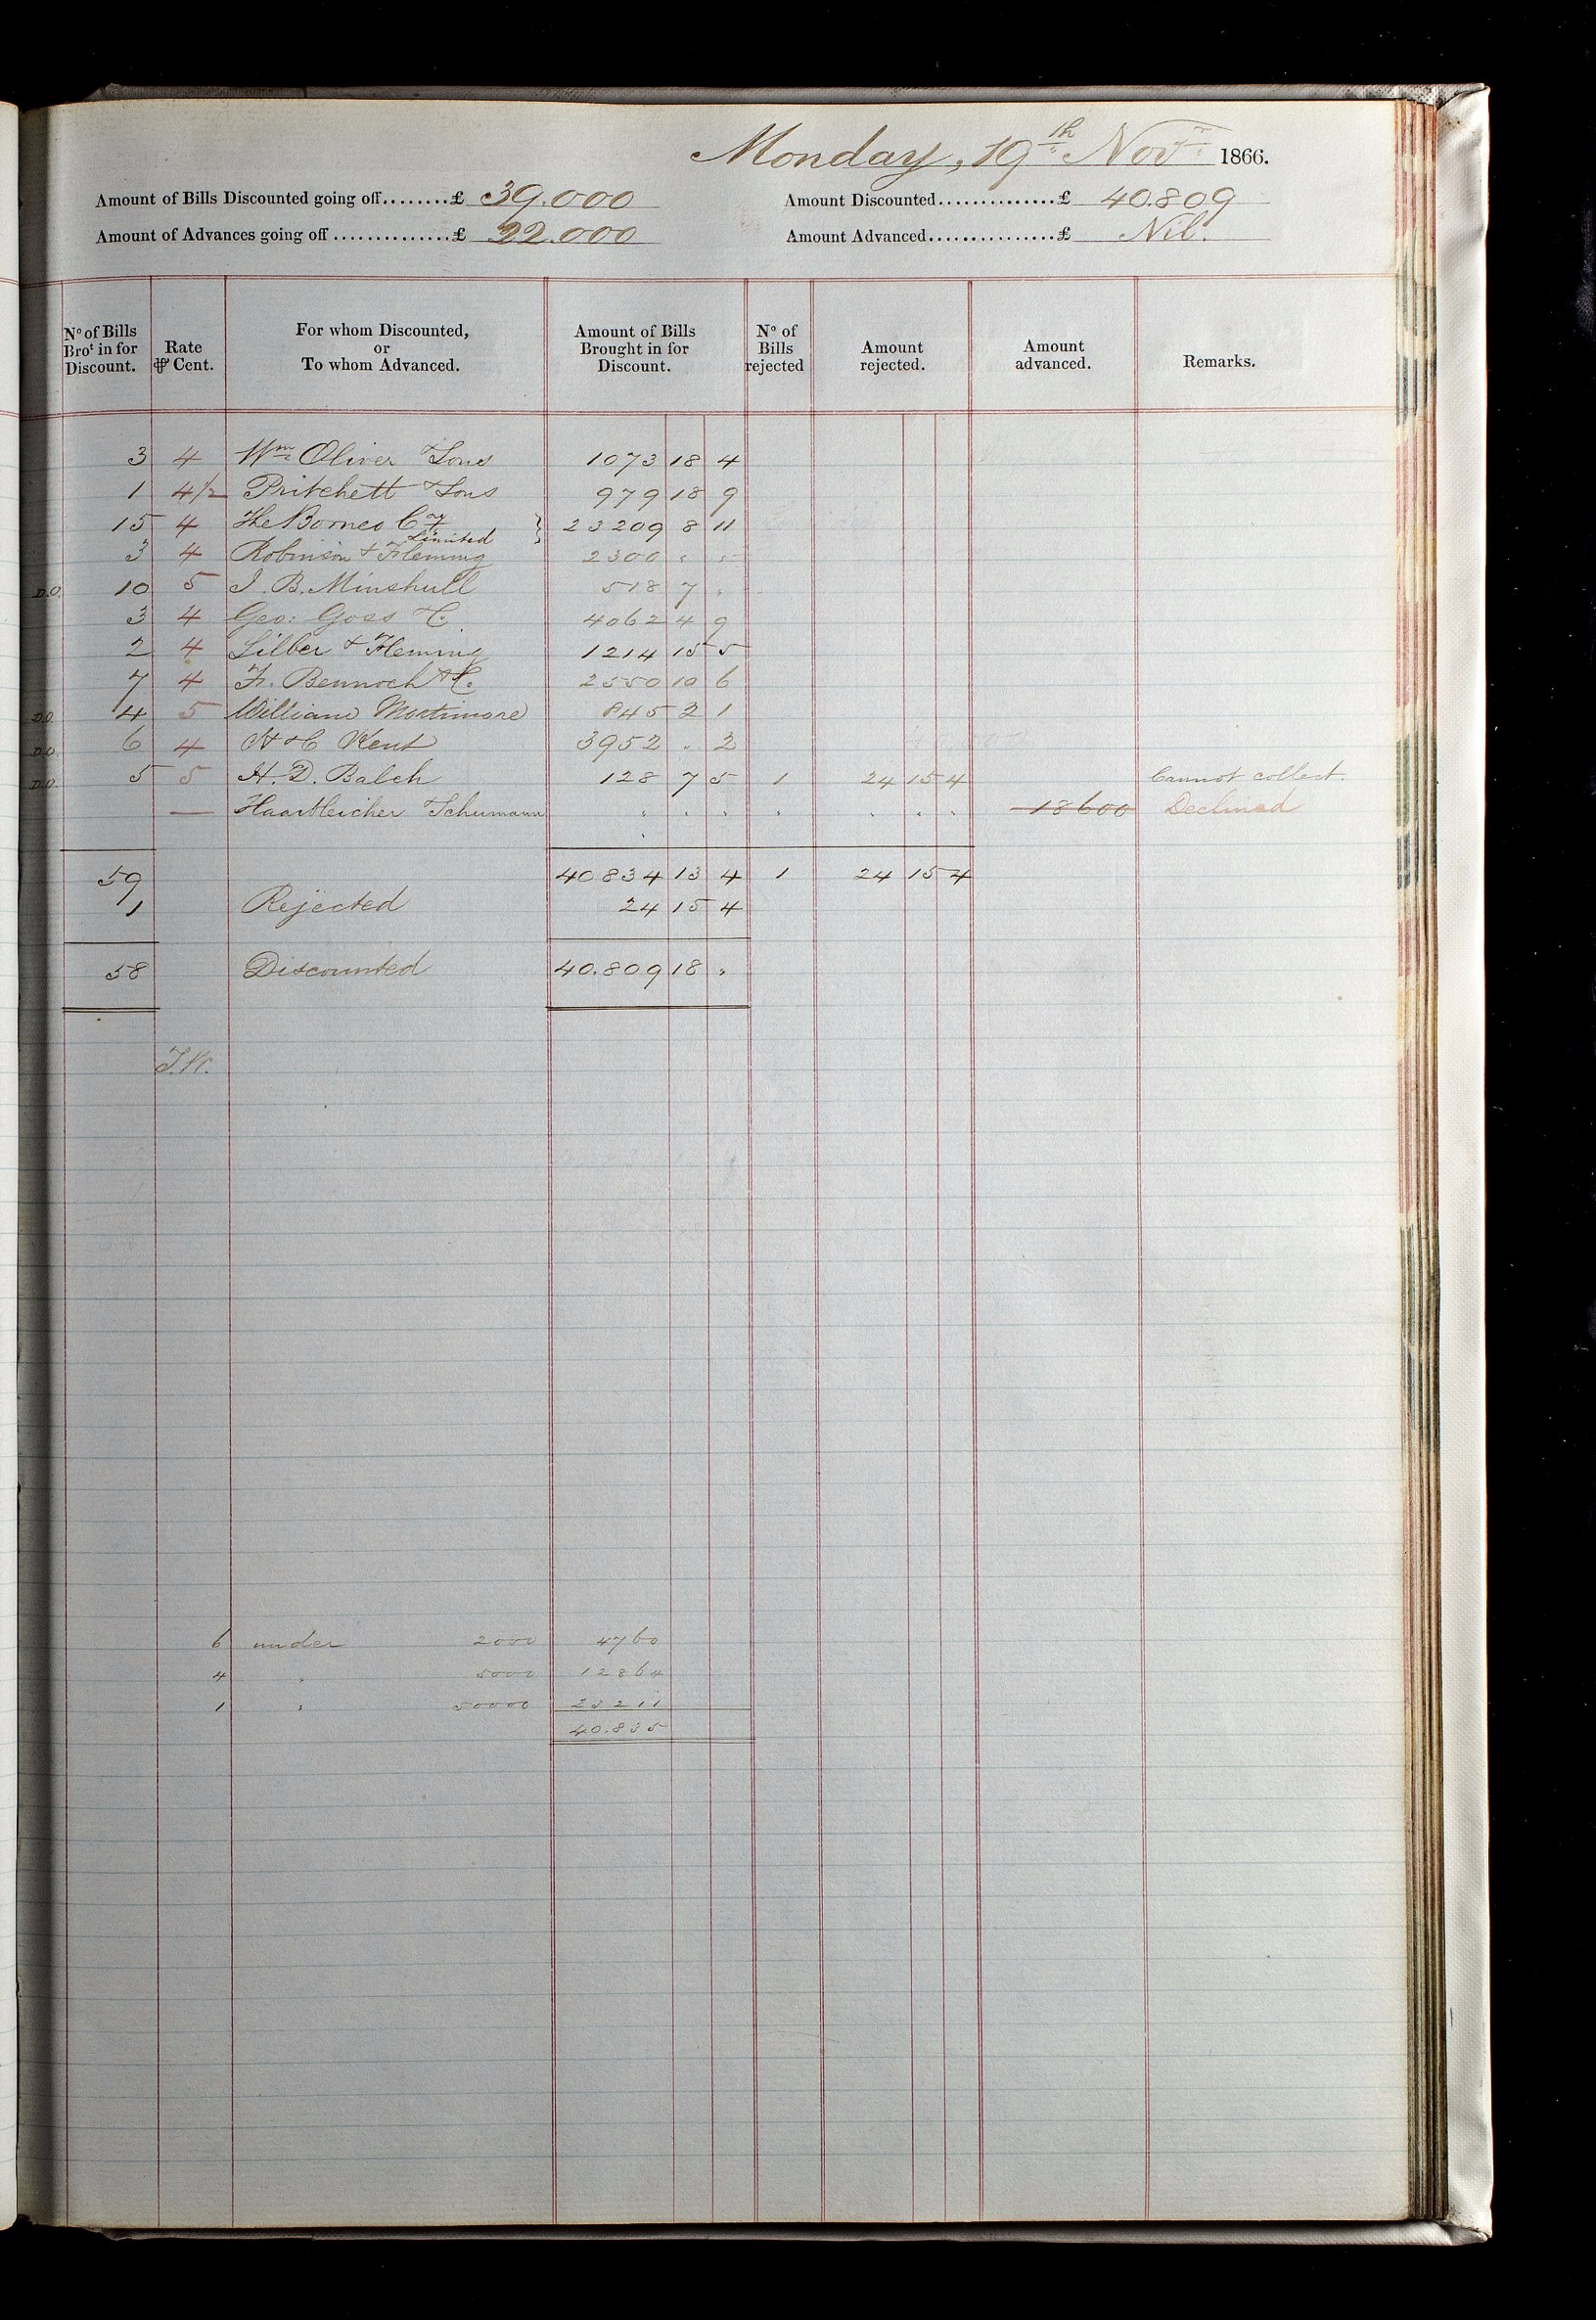 Monday, 19th Novr 1866.
Amount of Bills Discounted going off........£ 39.000 Amount Discounted...............£ 40.809
Amount of Advances going off..............£ 22.000 Amount Advanced................£ Nil.
No of Bills Brot in for Discount. Rate ⅌ Cent. For whom Discounted, or To whom Advanced. Amount of Bills Brought in for Discount. No of Bills rejected Amount rejected. Amount advanced. Remarks.
3 4 Wm Oliver & Sons 1073 18 4
1 4½ Pritchett & Sons 979 18 9
15 4 The Borneo Cy Limited } 23209 8 11
3 4 Robinson & Fleming 2300 " "
D.O. 10 5 J. B. Minshull 518 7 "
3 4 Geo: Goss & C. 4062 4 9
2 4 Silber & Fleming 1214 15 5
7 4 Fr. Bennoch & C. 2550 10 6
D.O. 4 5 William Mortimore 845 2 1
D.O. 6 4 H & C Kent 3952 " 2
D.O. 5 5 H. D. Balch 128 7 5 1 24 15 4 Cannot collect.
— Haarbleicher & Schumann " " " " " " " 18600 Declined
59 40834 13 4 1 24 15 4
1 Rejected 24 15 4
58 Discounted 40.809 18 "
J.W.
6 under 2000 4760
4 " 5000 12864
1 " 50000 23211
40.835